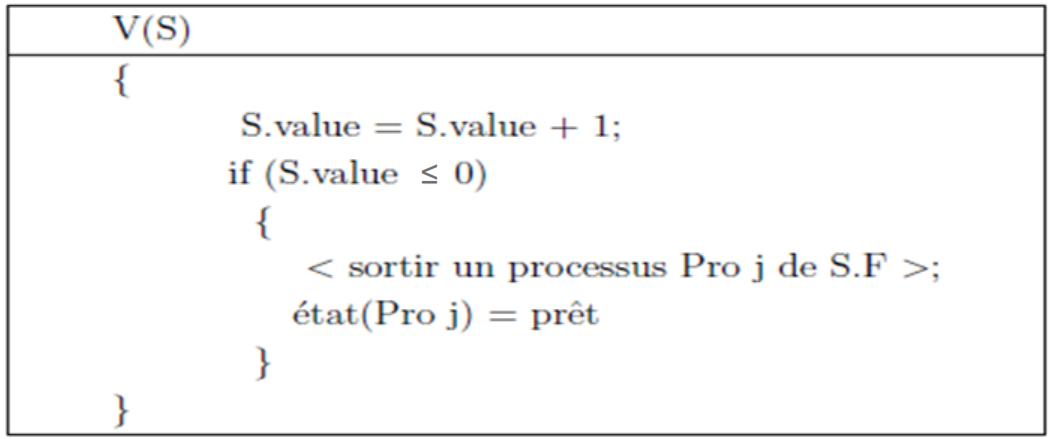 V(S)
{
S.value = S.value + 1;
if (S.value ≤ 0)
{
< sortir un processus Pro j de S.F >;
état(Pro j) = prêt
}
}